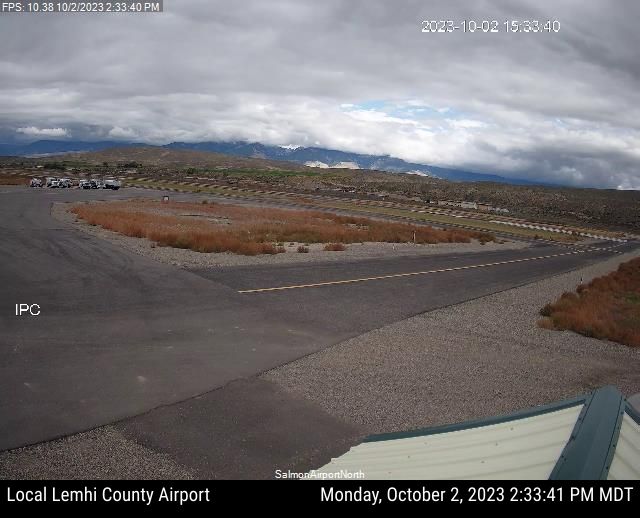 FPS: 10.38 10/2/2023 2:33:40 PM
2023-10-02 15:33:40
IPC
SalmonAirportNorth
Local Lemhi County Airport Monday, October 2, 2023 2:33:41 PM MDT